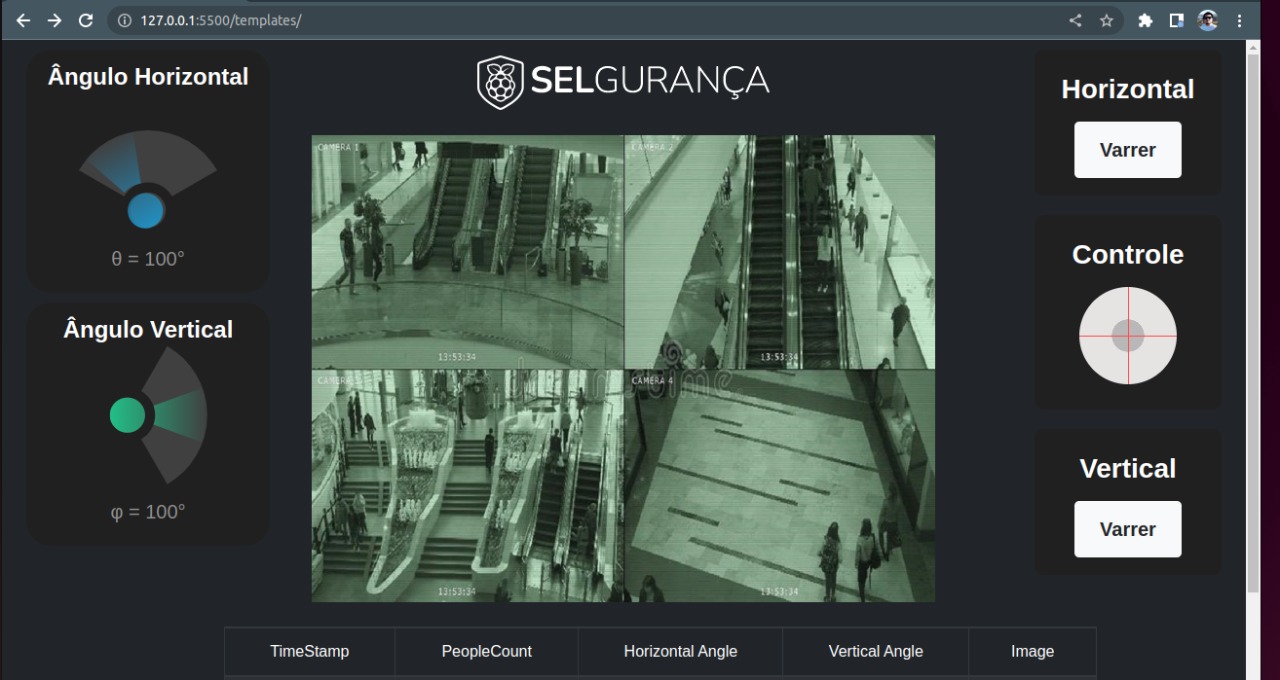 127.0.0.1:5500/templates/
Ângulo Horizontal
θ = 100°
Ângulo Vertical
φ = 100°
SELGURANÇA
CAMERA 1
13:53:34
CAMERA 2
13:53:34
CAMERA 3
13:53:34
CAMERA 4
13:53:34
Horizontal
Varrer
Controle
Vertical
Varrer
TimeStamp
PeopleCount
Horizontal Angle
Vertical Angle
Image